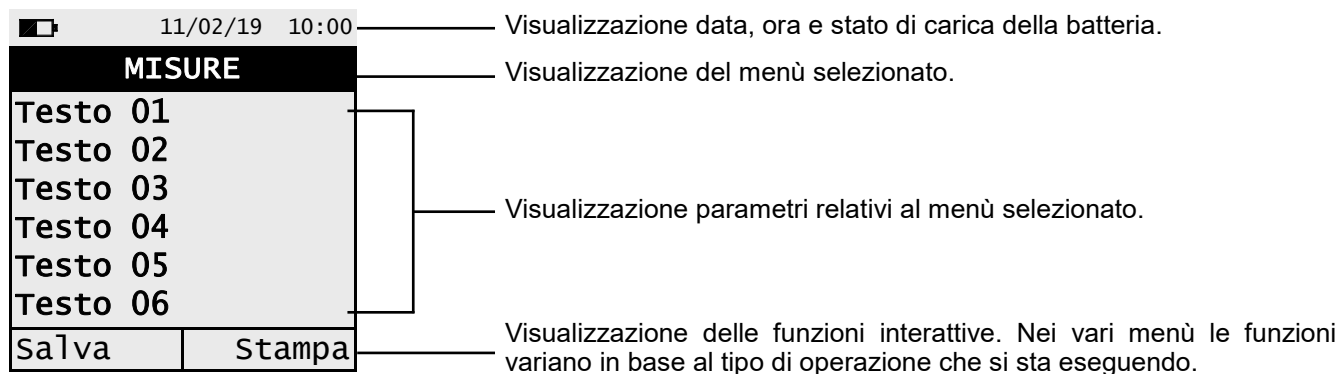 11/02/19 10:00
Visualizzazione data, ora e stato di carica della batteria.
MISURE
Visualizzazione del menù selezionato.
Testo 01
Testo 02
Testo 03
Testo 04
Testo 05
Testo 06
Visualizzazione parametri relativi al menù selezionato.
Salva Stampa
Visualizzazione delle funzioni interattive. Nei vari menù le funzioni
variano in base al tipo di operazione che si sta eseguendo.